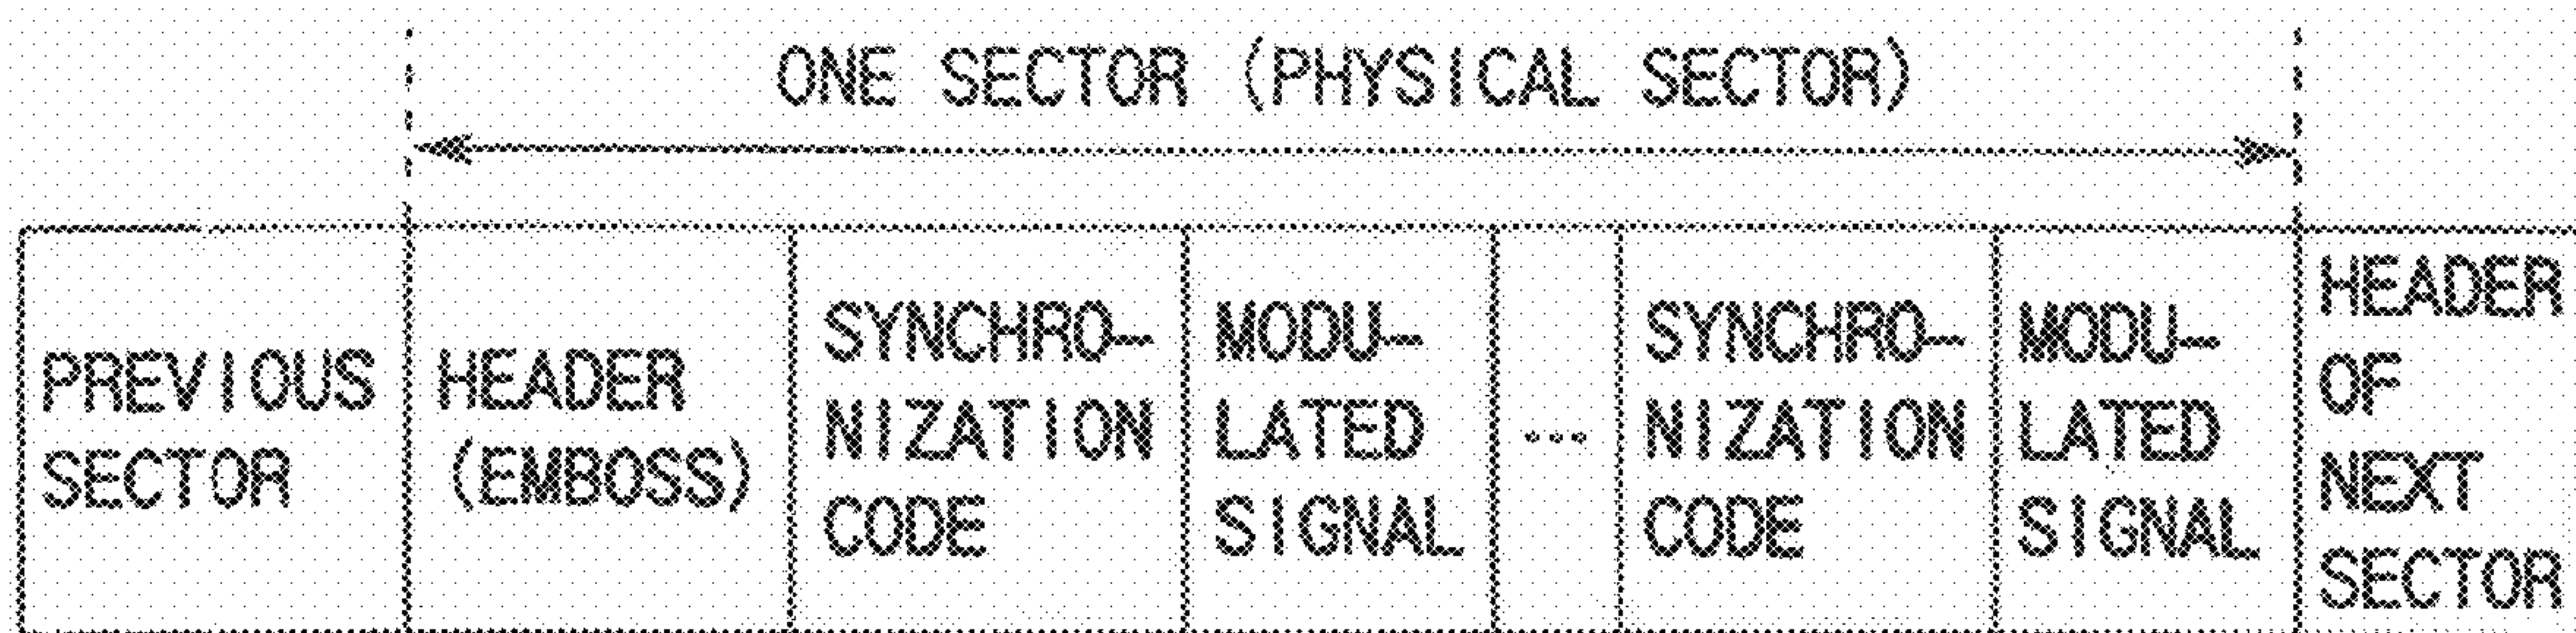 ONE SECTOR (PHYSICAL SECTOR)
PREVIOUS
SECTOR
HEADER
(EMBOSS)
SYNCHRO-
NIZATION
CODE
MODU-
LATED
SIGNAL
...
SYNCHRO-
NIZATION
CODE
MODU-
LATED
SIGNAL
HEADER
OF
NEXT
SECTOR